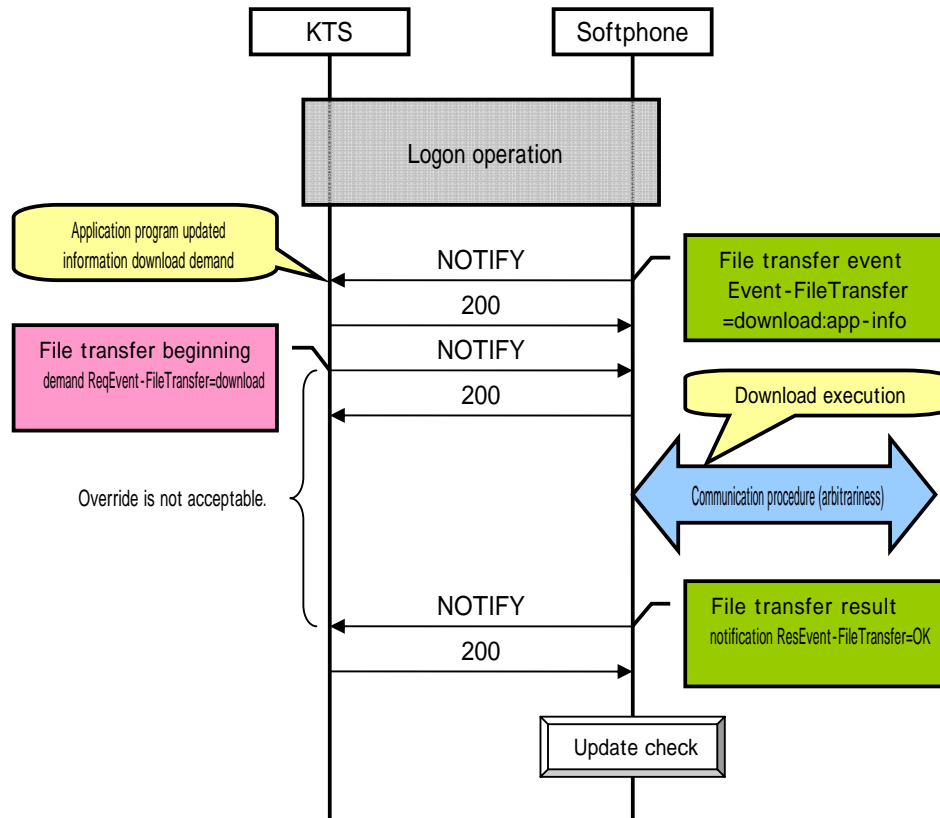 KTS
Softphone
Logon operation
Application program updated
information download demand
NOTIFY
File transfer event
Event-FileTransfer
=download:app-info
200
File transfer beginning
demand ReqEvent-FileTransfer=download
NOTIFY
200
Download execution
Override is not acceptable.
Communication procedure (arbitrariness)
NOTIFY
File transfer result
notification ResEvent-FileTransfer=OK
200
Update check